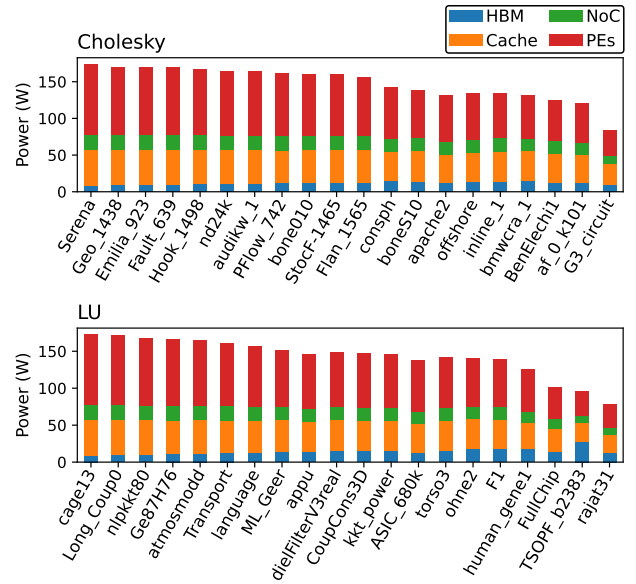 HBM
NoC
Cache
PEs
Cholesky
Power (W)
150
100
50
0
Serena
Geo_1438
Emilia_923
Fault_639
Hook_1498
nd24k
audikw_1
PFlow_742
bone010
StocF-1465
Flan_1565
consph
boneS10
apache2
offshore
inline_1
bmwcra_1
BenElechi1
af_0_k101
G3_circuit
LU
Power (W)
150
100
50
0
cage13
Long_Coup0
nlpkkt80
Ge87H76
atmosmodd
Transport
language
ML_Geer
appu
dielFilterV3real
CoupCons3D
kkt_power
ASIC_680k
torso3
ohne2
F1
human_gene1
FullChip
TSOPF_b2383
rajat31